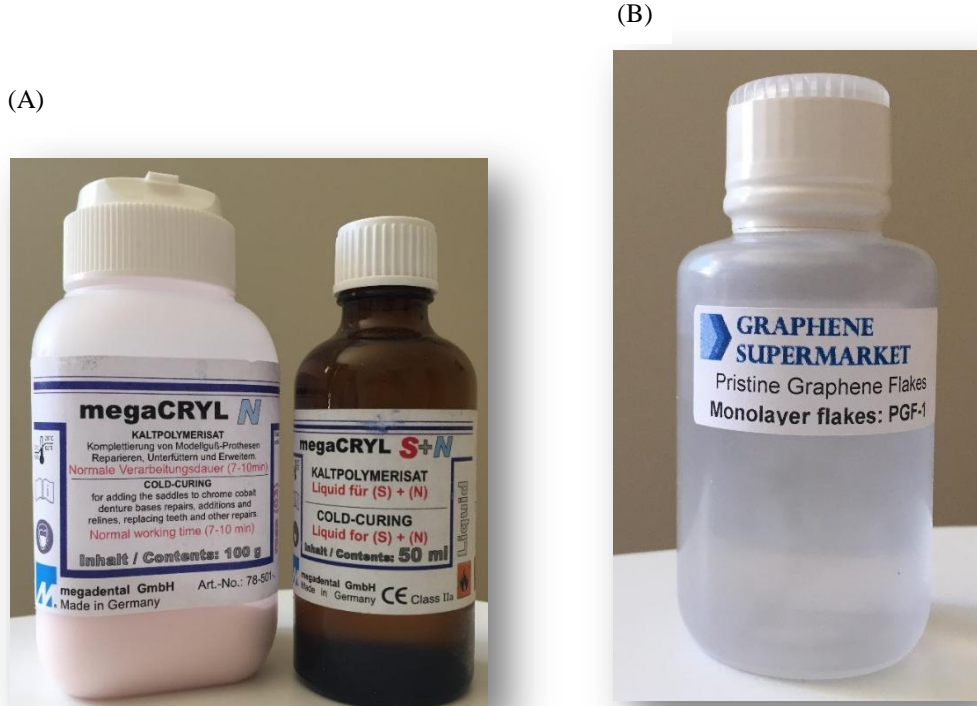 (B)
(A)
megaCRYL N
KALTPOLYMERISAT
Komplettierung von Modellguß-Prothesen
Reparieren, Unterfüttern und Erweitern.
Normale Verarbeitungsdauer (7-10min)
COLD-CURING
for adding the saddles to chrome cobalt
denture bases repairs, additions and
relines, replacing teeth and other repairs.
Normal working time (7-10 min)
Inhalt / Contents: 100 g
megadental GmbH Art.-No.: 78-501-
Made in Germany
megaCRYL S+N
KALTPOLYMERISAT
Liquid für (S) + (N)
COLD-CURING
Liquid for (S) + (N)
Inhalt / Contents: 50 ml
Liquid
megadental GmbH
Made in Germany CE Class IIa
GRAPHENE
SUPERMARKET
Pristine Graphene Flakes
Monolayer flakes: PGF-1